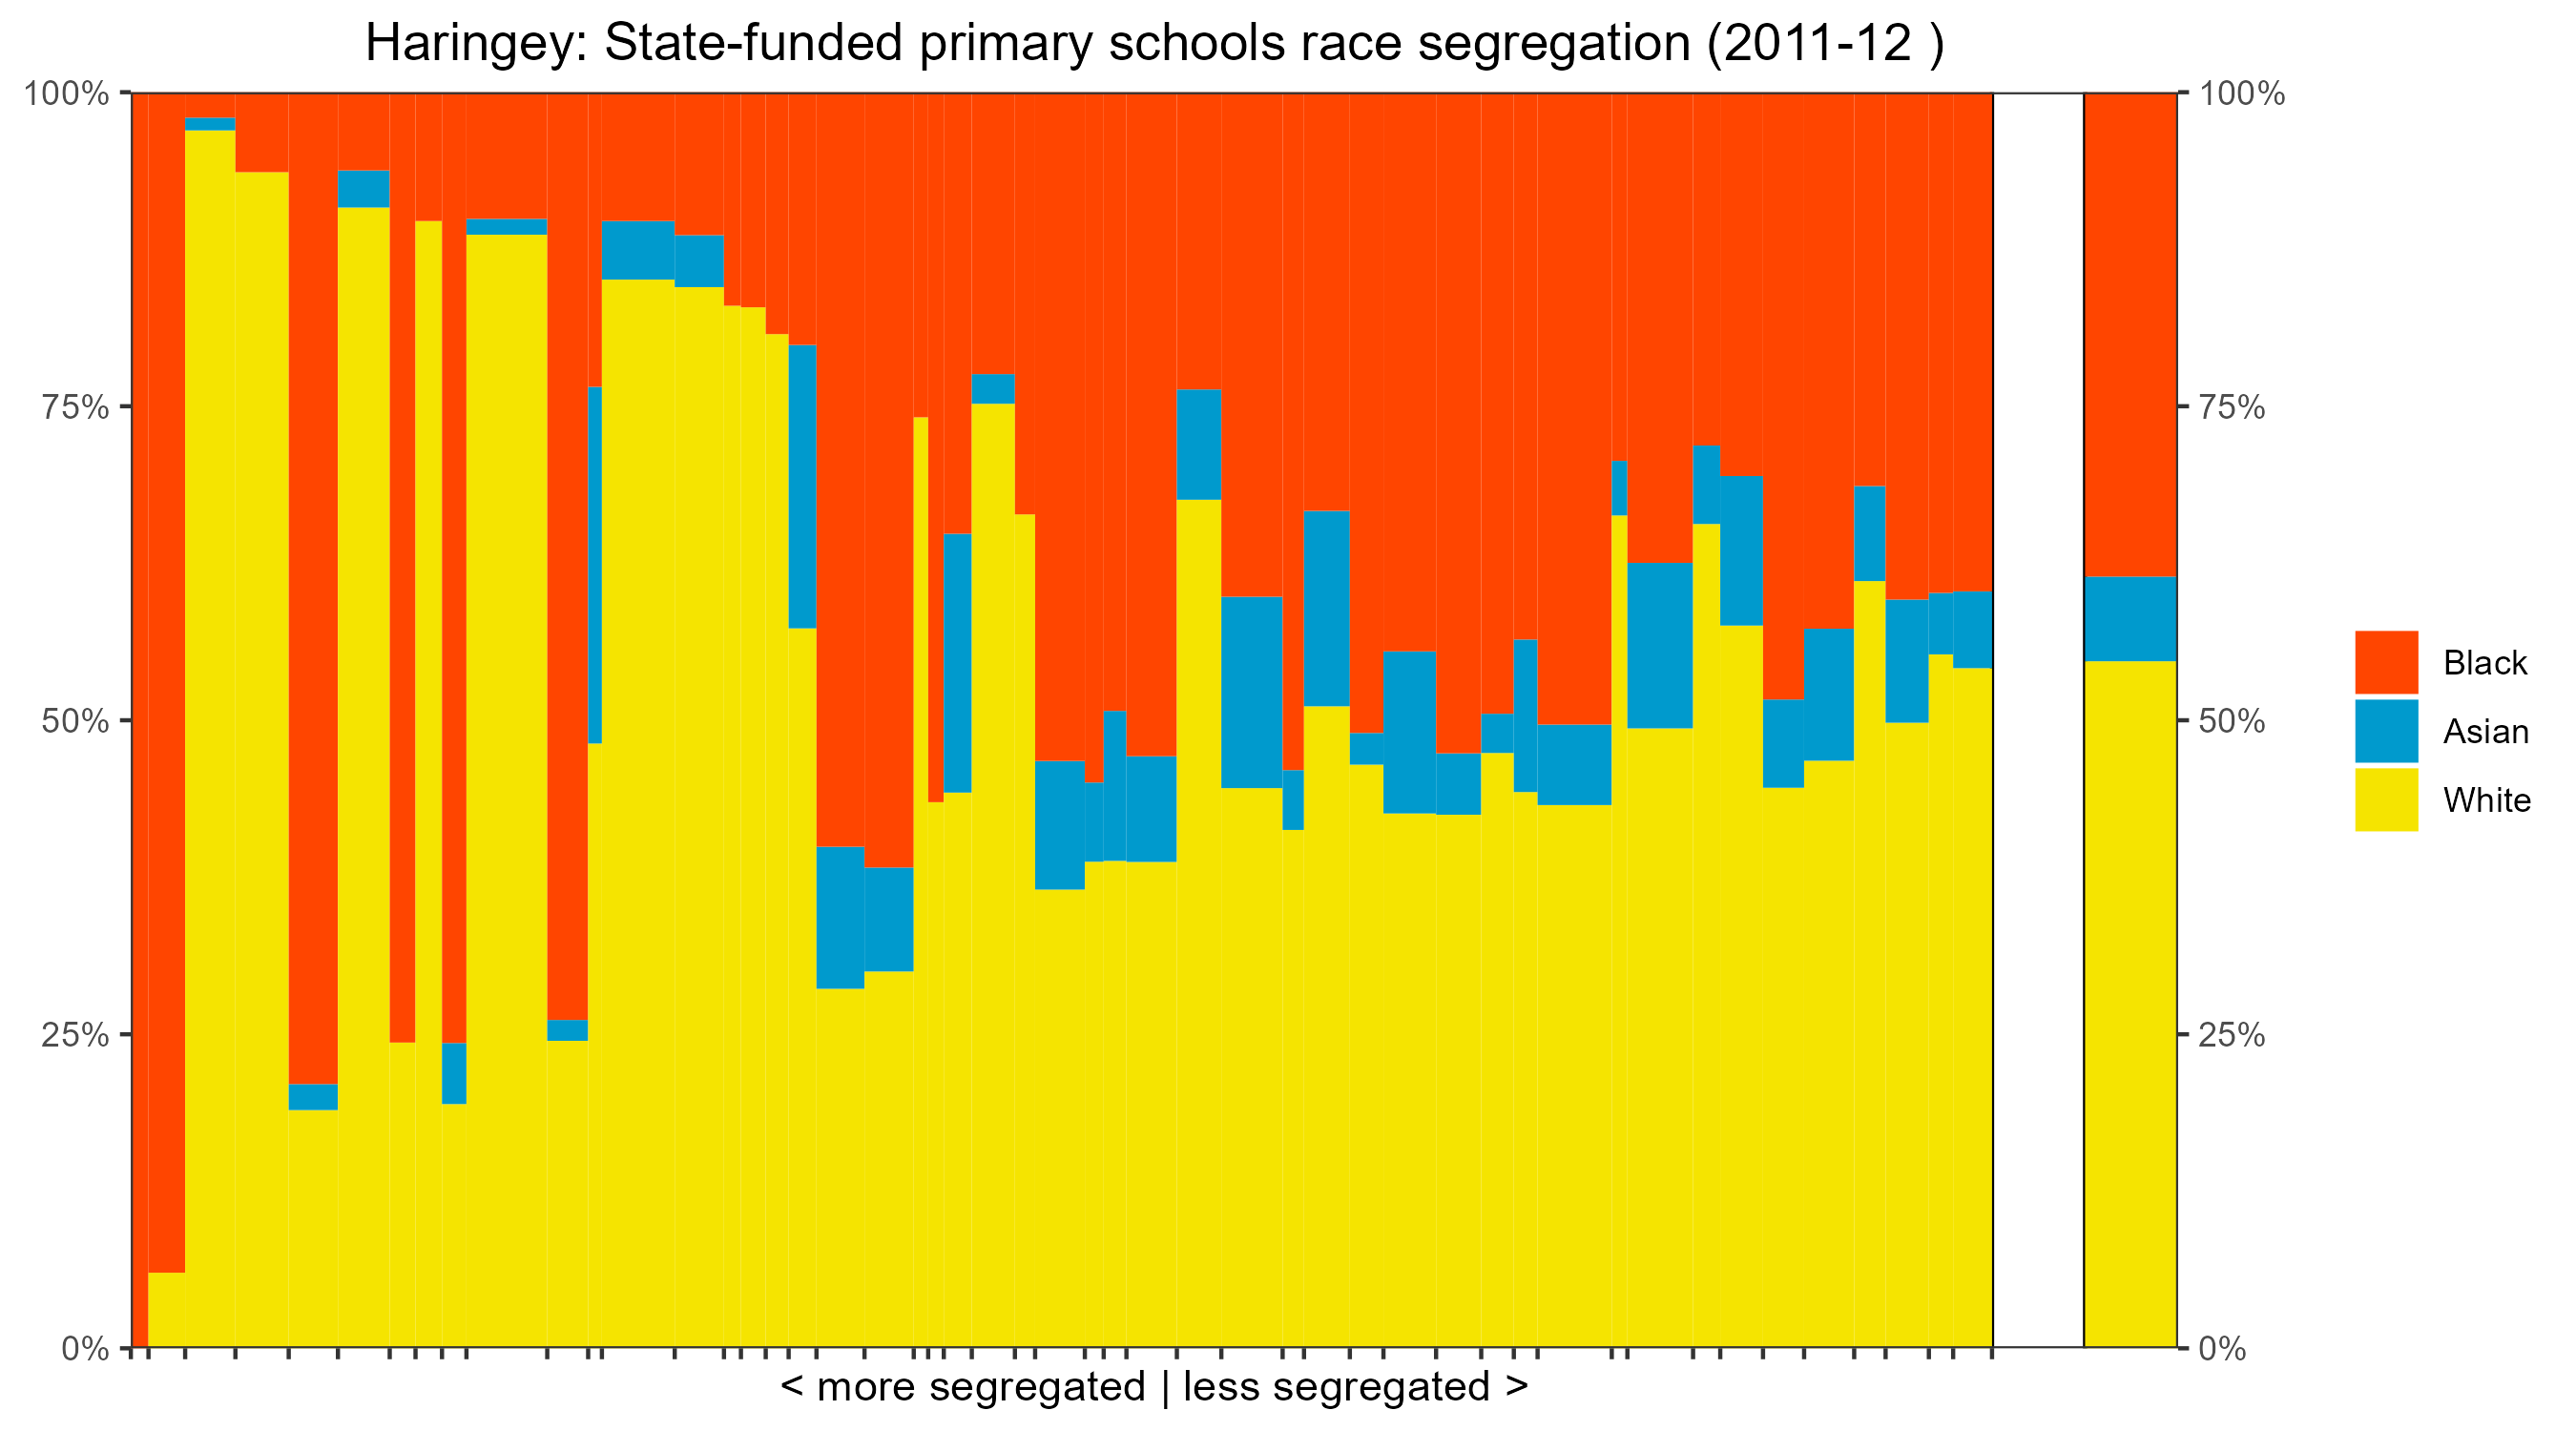 Haringey: State-funded primary schools race segregation (2011-12 )
100%
75%
50%
25%
0%
100%
75%
50%
25%
0%
Black
Asian
White
< more segregated | less segregated >